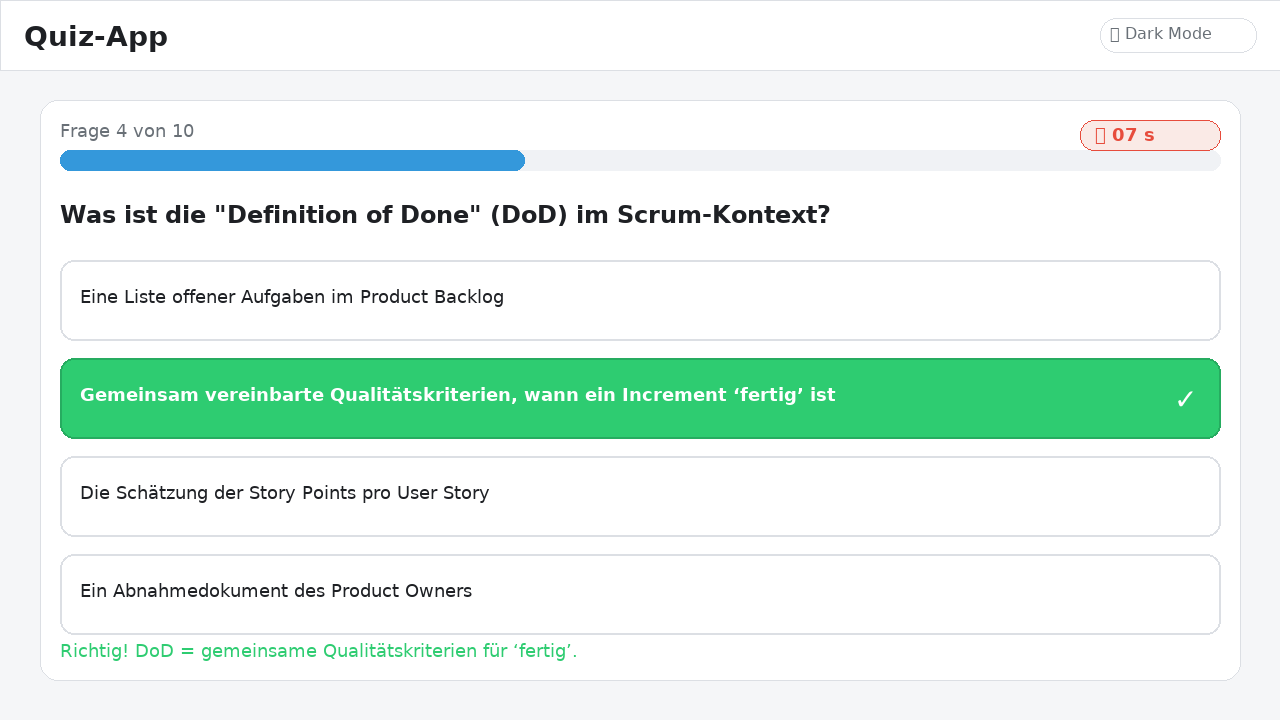 Quiz-App
Dark Mode
Frage 4 von 10
07 s
Was ist die "Definition of Done" (DoD) im Scrum-Kontext?
Eine Liste offener Aufgaben im Product Backlog
Gemeinsam vereinbarte Qualitätskriterien, wann ein Increment ‘fertig’ ist ✓
Die Schätzung der Story Points pro User Story
Ein Abnahmedokument des Product Owners
Richtig! DoD = gemeinsame Qualitätskriterien für ‘fertig’.